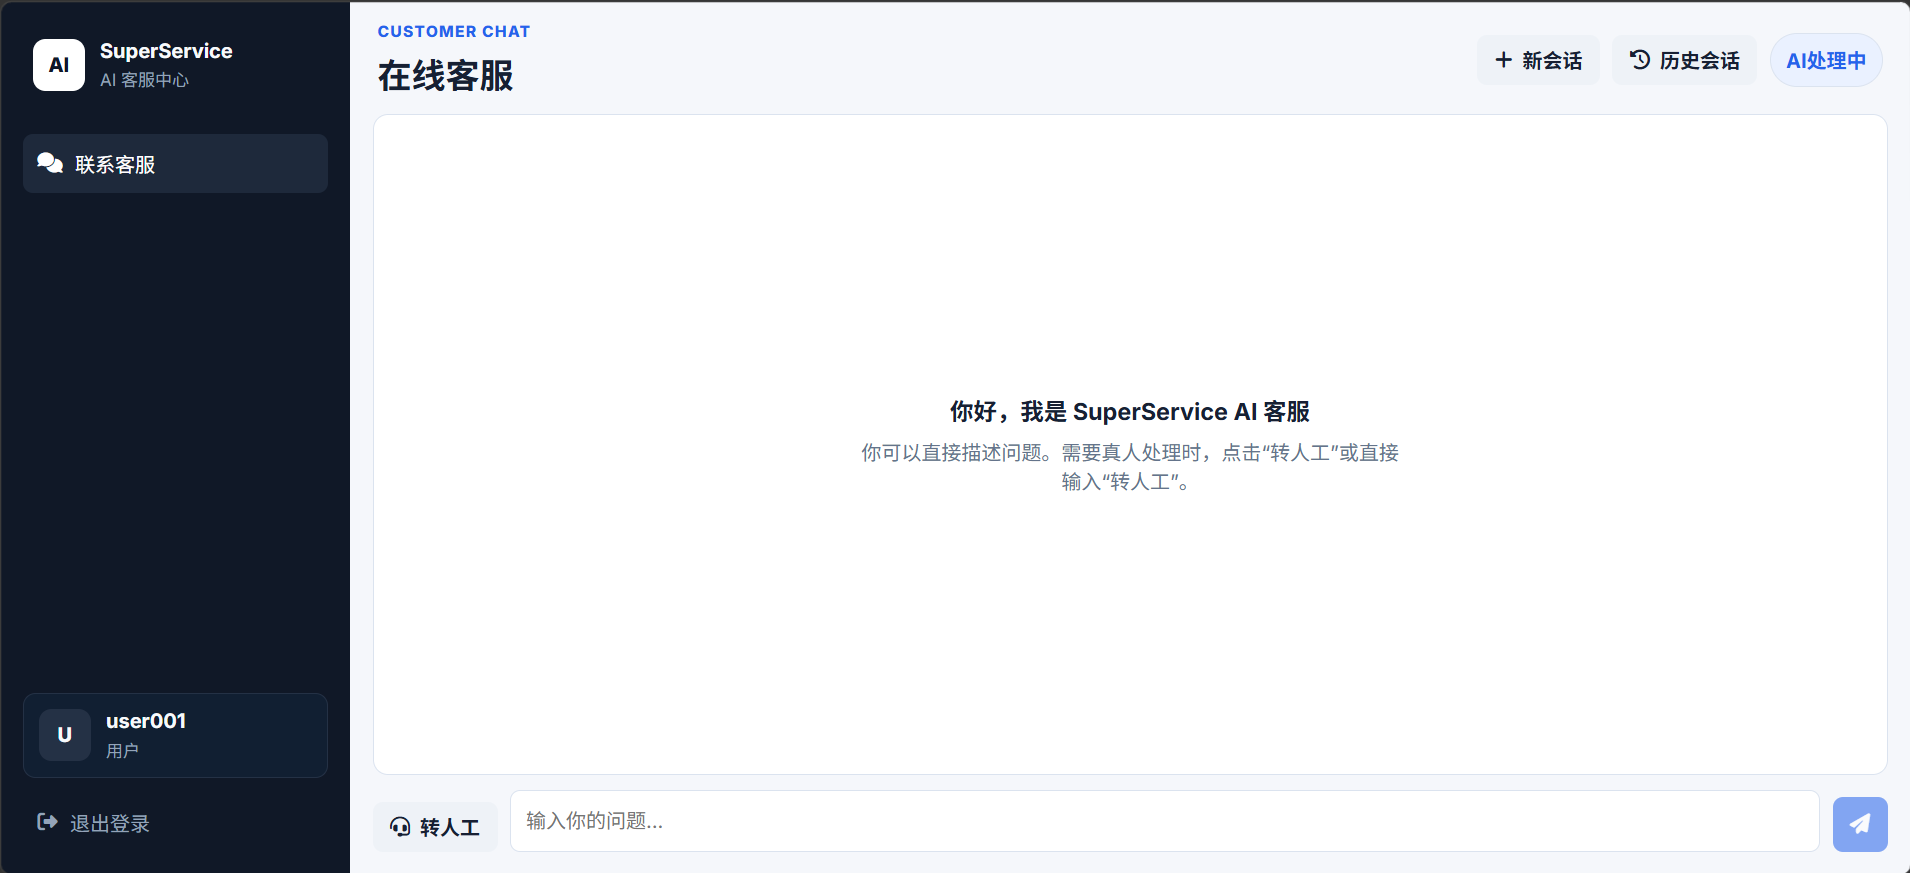 AI
SuperService
AI 客服中心
联系客服
user001
用户
U
退出登录
CUSTOMER CHAT
在线客服
新会话
历史会话
AI处理中
你好，我是 SuperService AI 客服
你可以直接描述问题。需要真人处理时，点击“转人工”或直接
输入“转人工”。
转人工
输入你的问题...